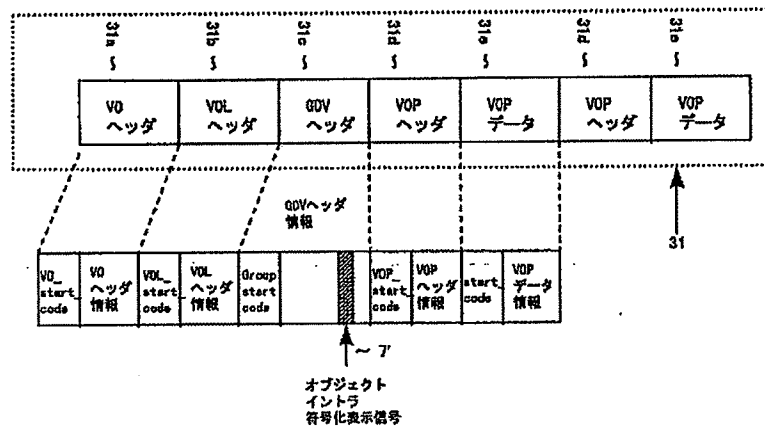 31a
31b
31c
31d
31e
31d
31e
VO
ヘッダ
VOL
ヘッダ
GOV
ヘッダ
VOP
ヘッダ
VOP
データ
VOP
ヘッダ
VOP
データ
GOVヘッダ
情報
31
VO_
start_
code
VO
ヘッダ
情報
VOL_
start_
code
VOL
ヘッダ
情報
Group
start
code
VOP_
start_
code
VOP
ヘッダ
情報
start_
code
VOP
データ
情報
～ 7'
オブジェクト
イントラ
符号化表示信号